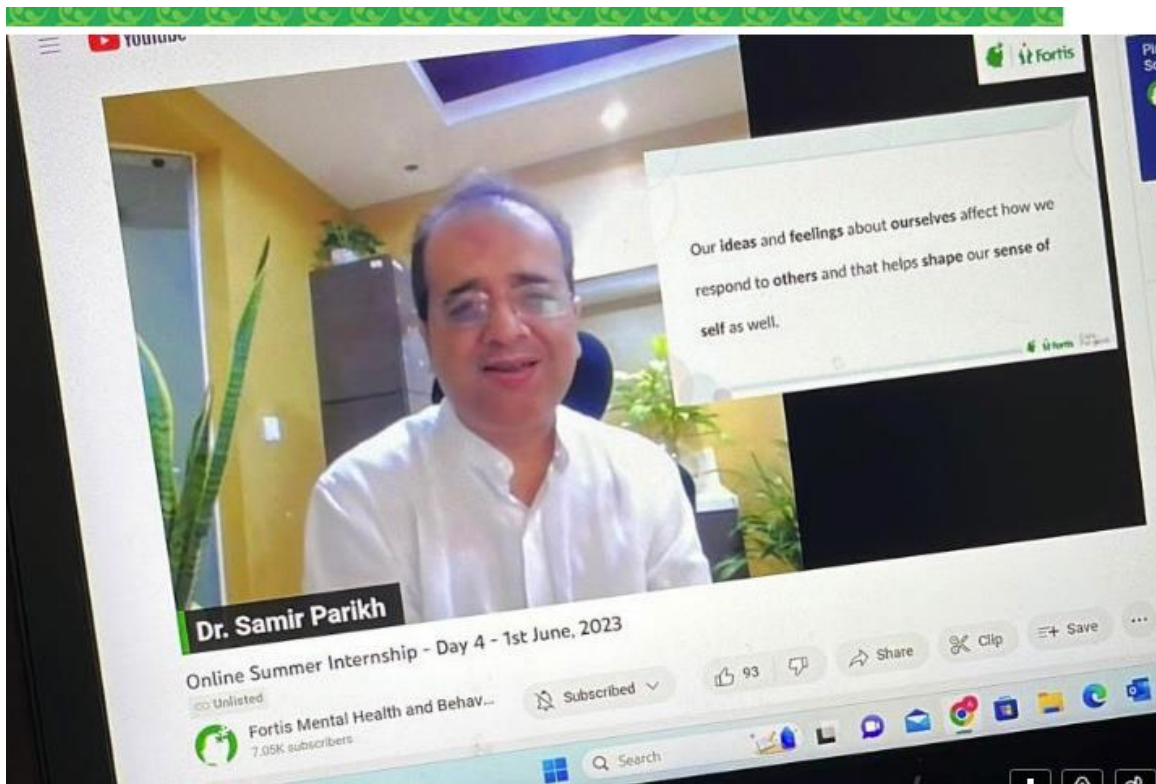 YouTube
Fortis
Our ideas and feelings about ourselves affect how we
respond to others and that helps shape our sense of
self as well.
Fortis
Dr. Samir Parikh
Online Summer Internship - Day 4 - 1st June, 2023
Unlisted
Fortis Mental Health and Behav...
7.05K subscribers
Subscribed
93
Share
Clip
Save
Search